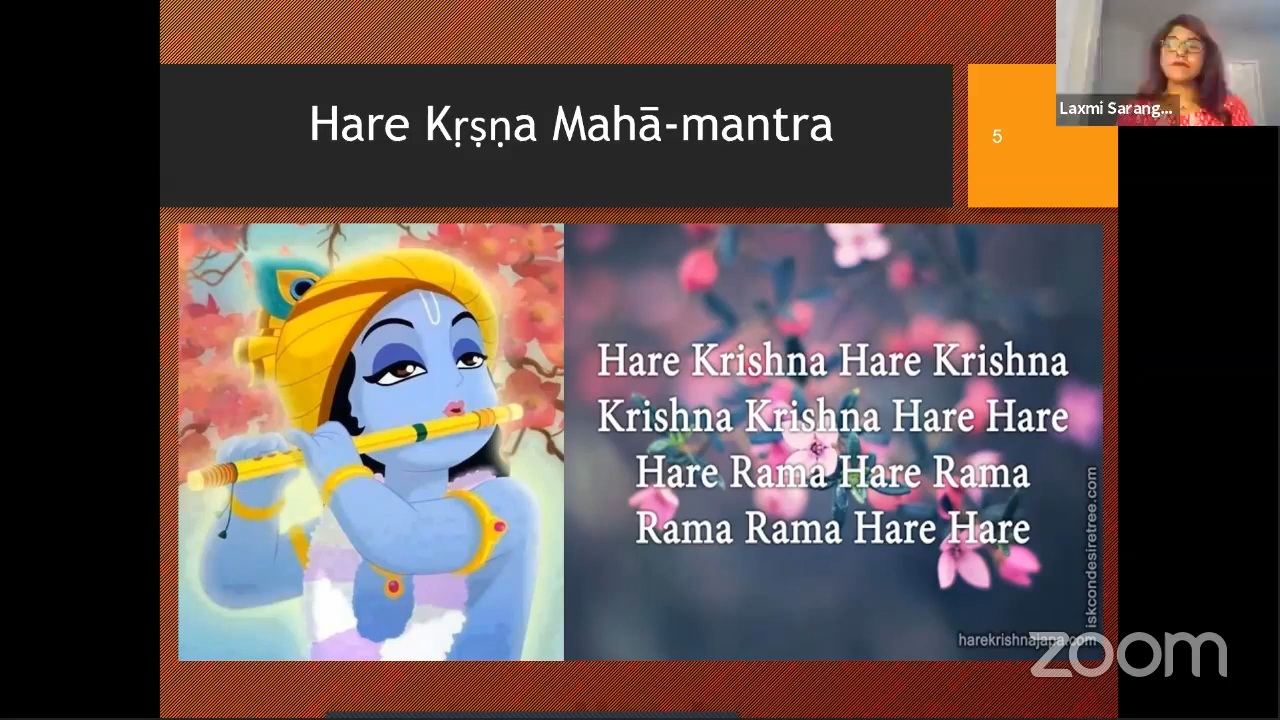 Hare Kṛṣṇa Mahā-mantra
5
Laxmi Sarang...
Hare Krishna Hare Krishna
Krishna Krishna Hare Hare
Hare Rama Hare Rama
Rama Rama Hare Hare
iskcondesiretree.com
harekrishnajapa.com
zoom